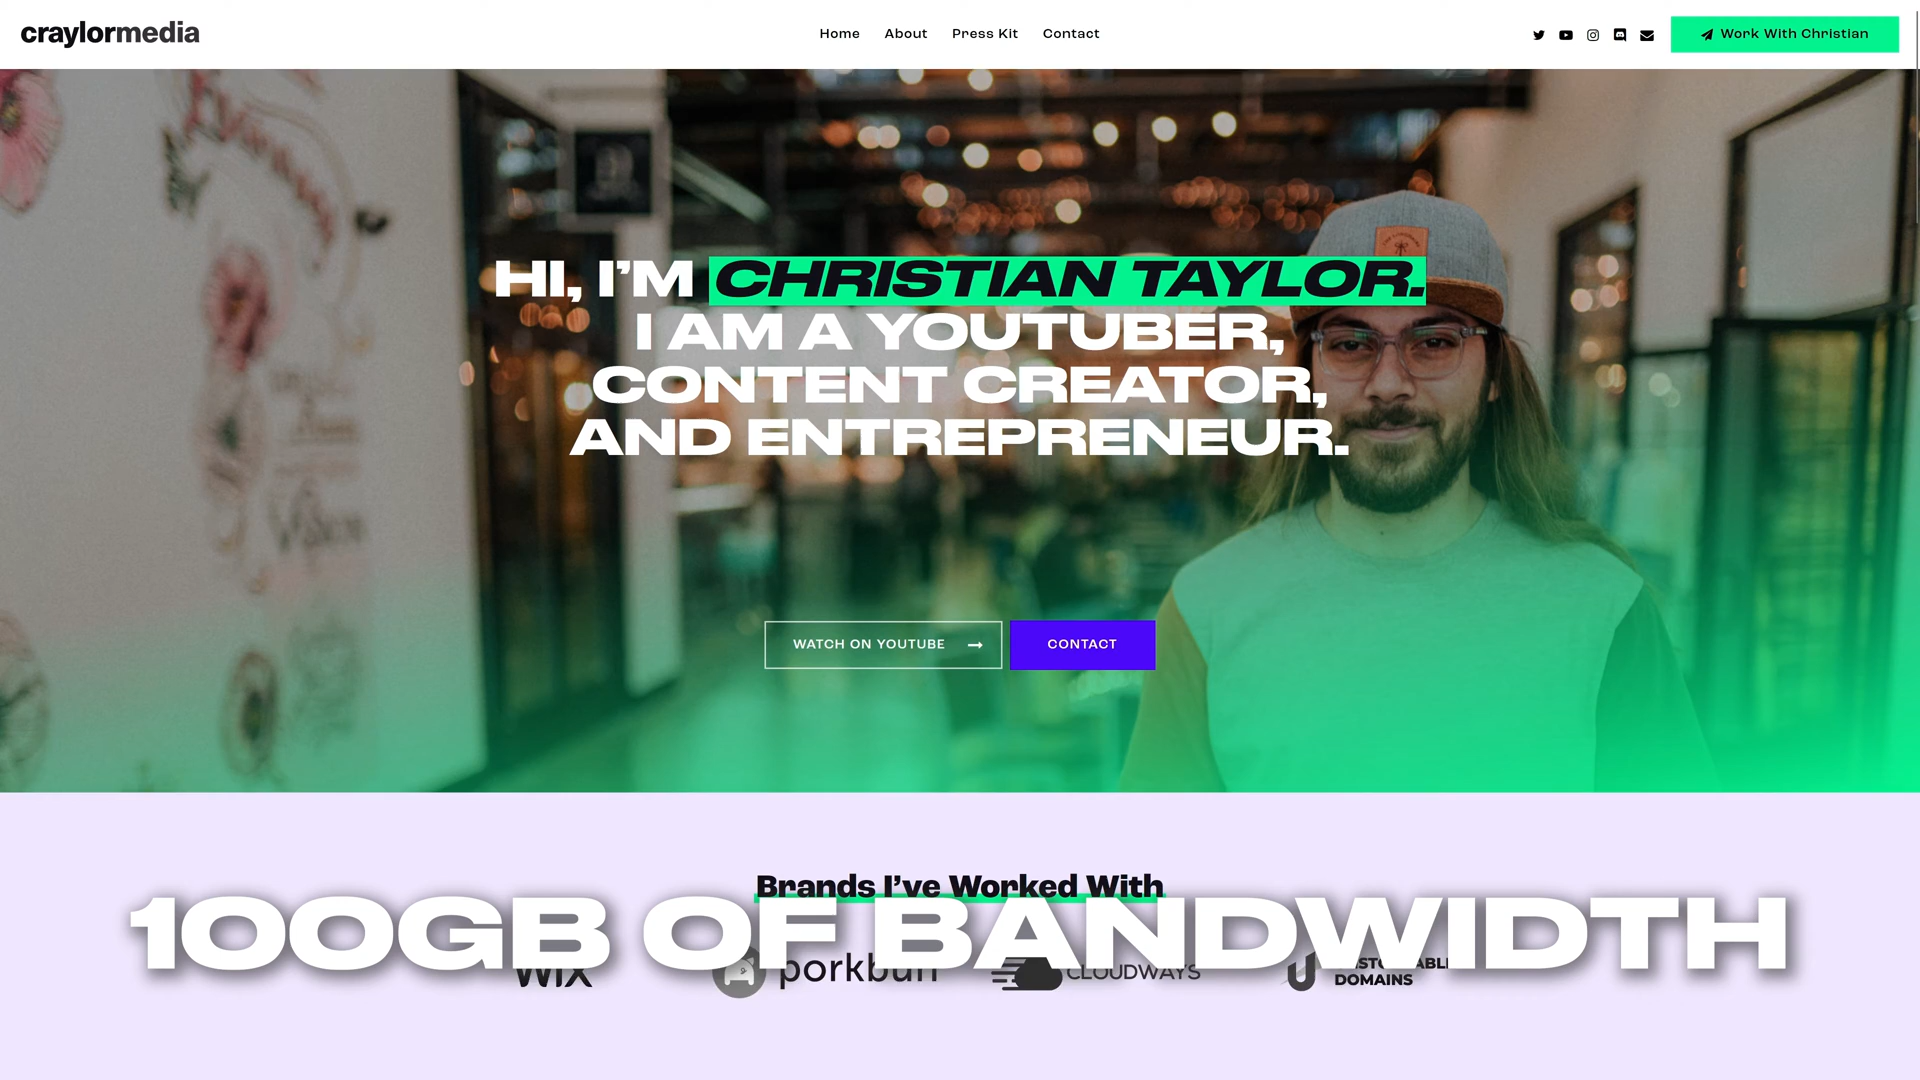 craylormedia
Home About Press Kit Contact
Work With Christian
HI, I'M CHRISTIAN TAYLOR.
I AM A YOUTUBER,
CONTENT CREATOR,
AND ENTREPRENEUR.
WATCH ON YOUTUBE
CONTACT
Brands I've Worked With
100GB OF BANDWIDTH
WIX
porkbun
CLOUDWAYS
DOMAINS